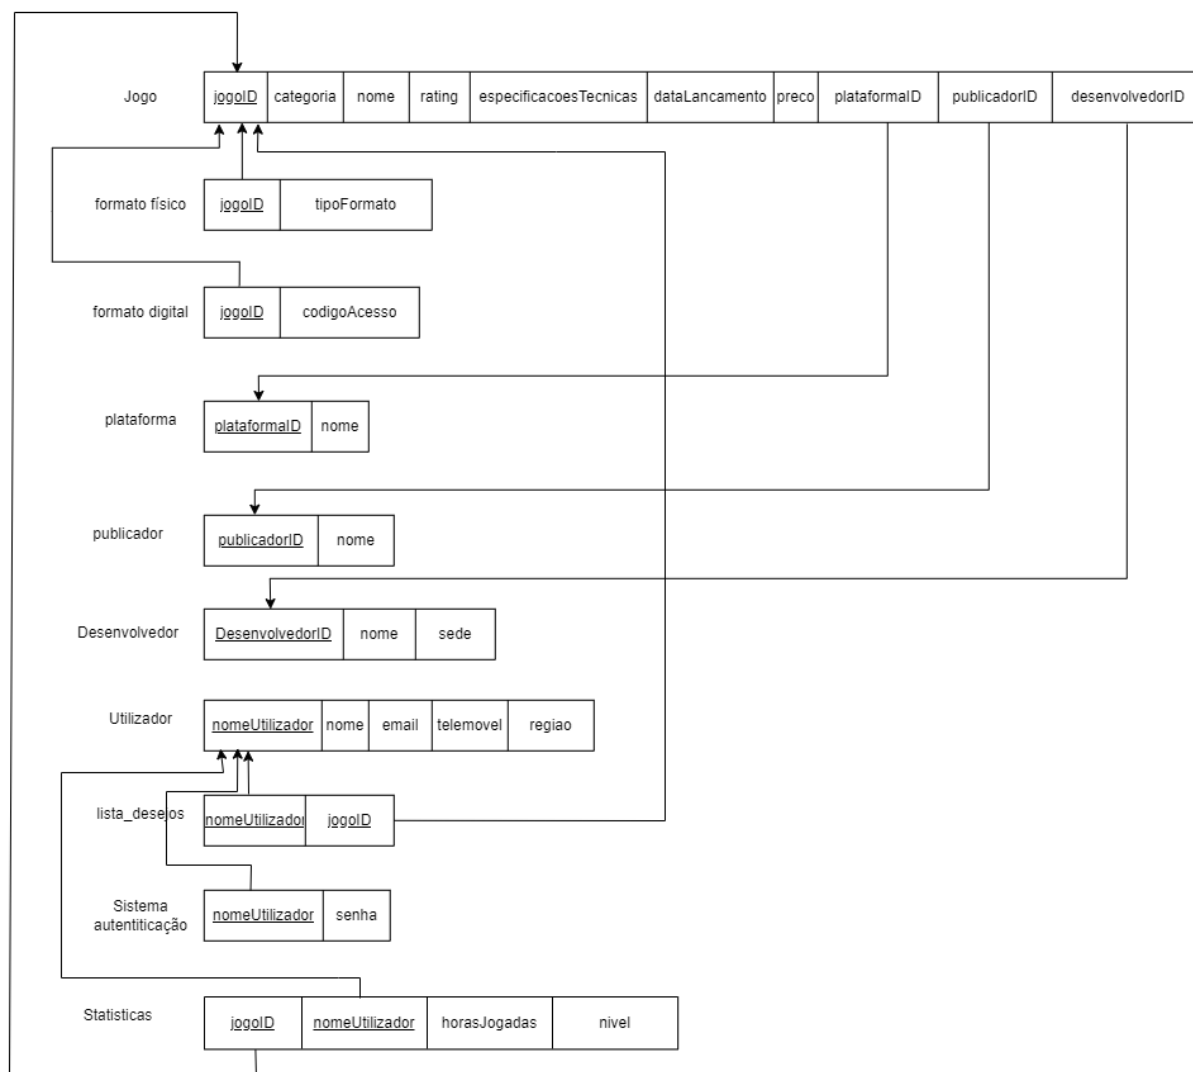 Jogo jogoID categoria nome rating especificacoesTecnicas dataLancamento preco plataformaID publicadorID desenvolvedorID
formato físico jogoID tipoFormato
formato digital jogoID codigoAcesso
plataforma plataformaID nome
publicador publicadorID nome
Desenvolvedor DesenvolvedorID nome sede
Utilizador nomeUtilizador nome email telemovel regiao
lista_desejos nomeUtilizador jogoID
Sistema
autentiticação nomeUtilizador senha
Statisticas jogoID nomeUtilizador horasJogadas nivel